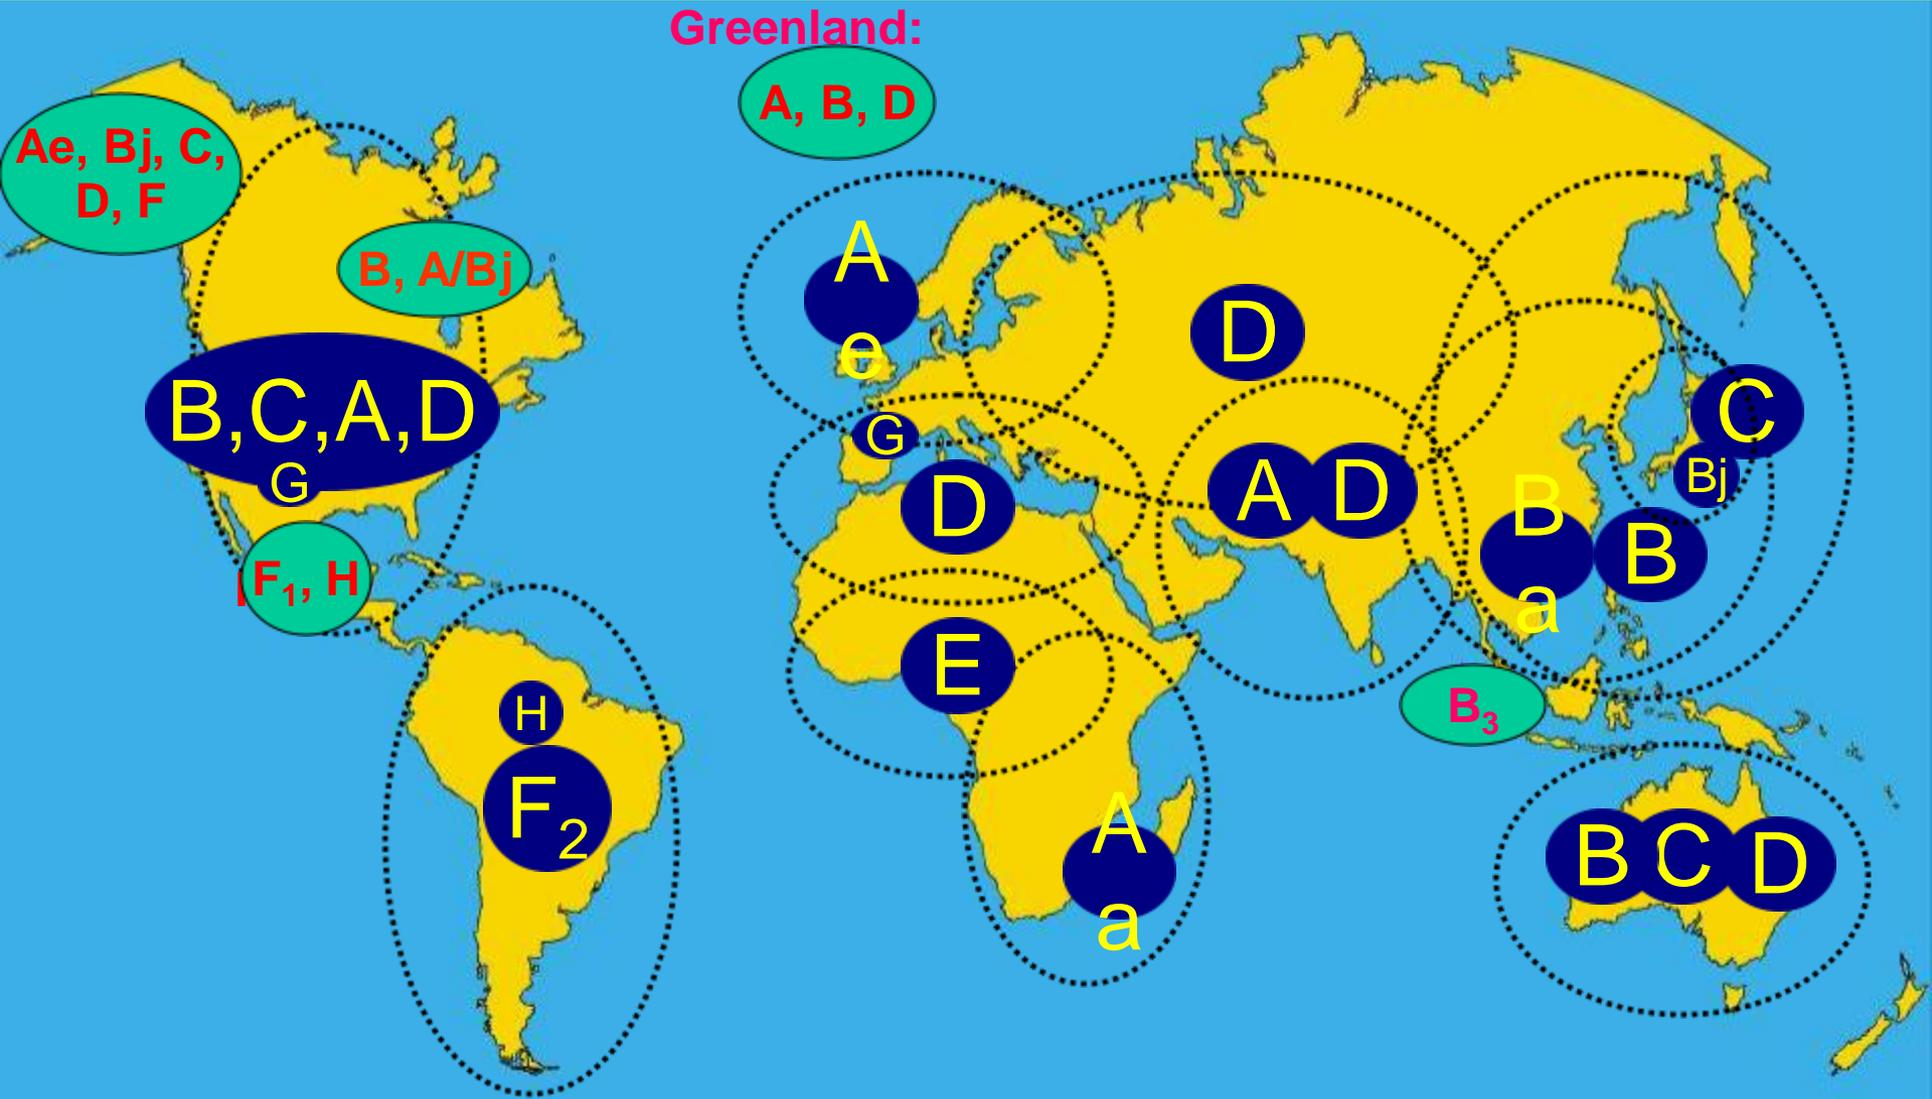 Greenland:
A, B, D
Ae, Bj, C,
D, F
B, A/Bj
B,C,A,D
G
F₁, H
H
F₂
A
e
G
D
D
E
A
a
A
D
C
Bj
B
a
B
B₃
B
C
D